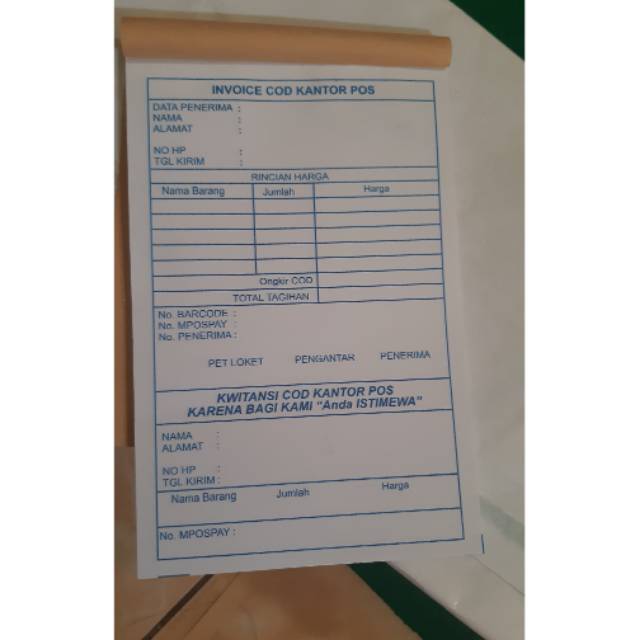 INVOICE COD KANTOR POS
DATA PENERIMA :
NAMA :
ALAMAT :
NO HP :
TGL KIRIM :
RINCIAN HARGA
Nama Barang Jumlah Harga
Ongkir COD
TOTAL TAGIHAN
No. BARCODE :
No. MPOSPAY :
No. PENERIMA :
PET LOKET PENGANTAR PENERIMA
KWITANSI COD KANTOR POS
KARENA BAGI KAMI "Anda ISTIMEWA"
NAMA :
ALAMAT :
NO HP :
TGL KIRIM :
Nama Barang Jumlah Harga
No. MPOSPAY :